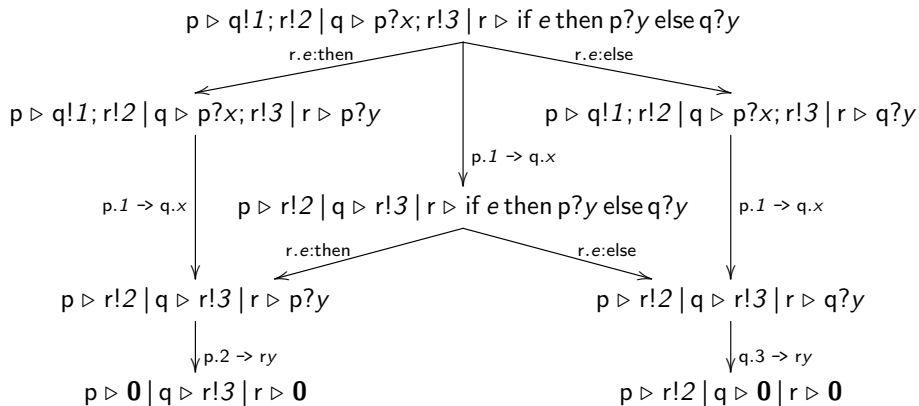 p ▹ q!1; r!2 | q ▹ p?x; r!3 | r ▹ if e then p?y else q?y
r.e:then
r.e:else
p ▹ q!1; r!2 | q ▹ p?x; r!3 | r ▹ p?y
p ▹ q!1; r!2 | q ▹ p?x; r!3 | r ▹ q?y
p.1 -> q.x
p.1 -> q.x
p.1 -> q.x
p ▹ r!2 | q ▹ r!3 | r ▹ if e then p?y else q?y
r.e:then
r.e:else
p ▹ r!2 | q ▹ r!3 | r ▹ p?y
p ▹ r!2 | q ▹ r!3 | r ▹ q?y
p.2 -> ry
q.3 -> ry
p ▹ 0 | q ▹ r!3 | r ▹ 0
p ▹ r!2 | q ▹ 0 | r ▹ 0